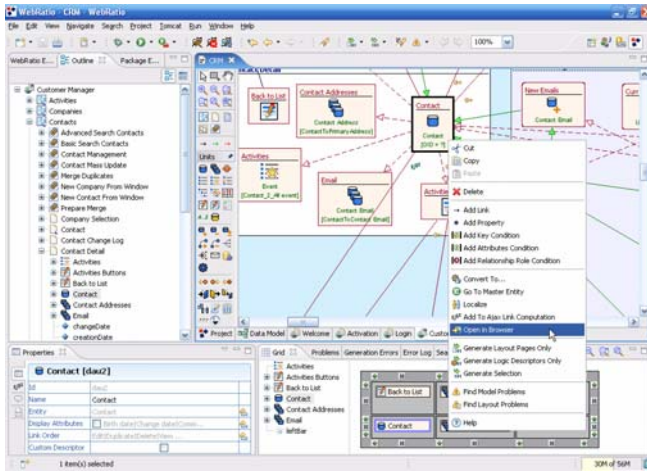 WebRatio - CRM - WebRatio
File Edit View Navigate Search Project Tomcat Run Window Help
100%
WebRatio E... Outline Package E...
CRM
Customer Manager
Activities
Companies
Contacts
Advanced Search Contacts
Basic Search Contacts
Contact Management
Contact Mass Update
Merge Duplicates
New Company From Window
New Contact From Window
Prepare Merge
Company Selection
Contact
Contact Change Log
Contact Detail
Activities
Activities Buttons
Back to List
Contact
Contact Addresses
Email
changeDate
creationDate
Units
Back to List
Contact Addresses
Contact Address
[ContactToPrimaryAddress]
Contact
Contact
[OID = ?]
New Emails
Contact Email
Activities
Event
Email
Contact Email
[ContactToContact Email]
Cut
Copy
Paste
Delete
Add Link
Add Property
Add Key Condition
Add Attributes Condition
Add Relationship Role Condition
Convert To...
Go To Master Entity
Localize
Add To Ajax Link Computation
Open in Browser
Generate Layout Pages Only
Generate Logic Descriptors Only
Generate Selection
Find Model Problems
Find Layout Problems
Help
Project Data Model Welcome Activation Login
Properties
Contact [dau2]
Id dau2
Name Contact
Entity Contact
Display Attributes
Link Order
Custom Descriptor
Grid Problems Generation Errors Error Log
Activities
Activities Buttons
Back to List
Contact
Contact Addresses
Email
leftBar
Back to List
Contact
1 item(s) selected
30M of 56M